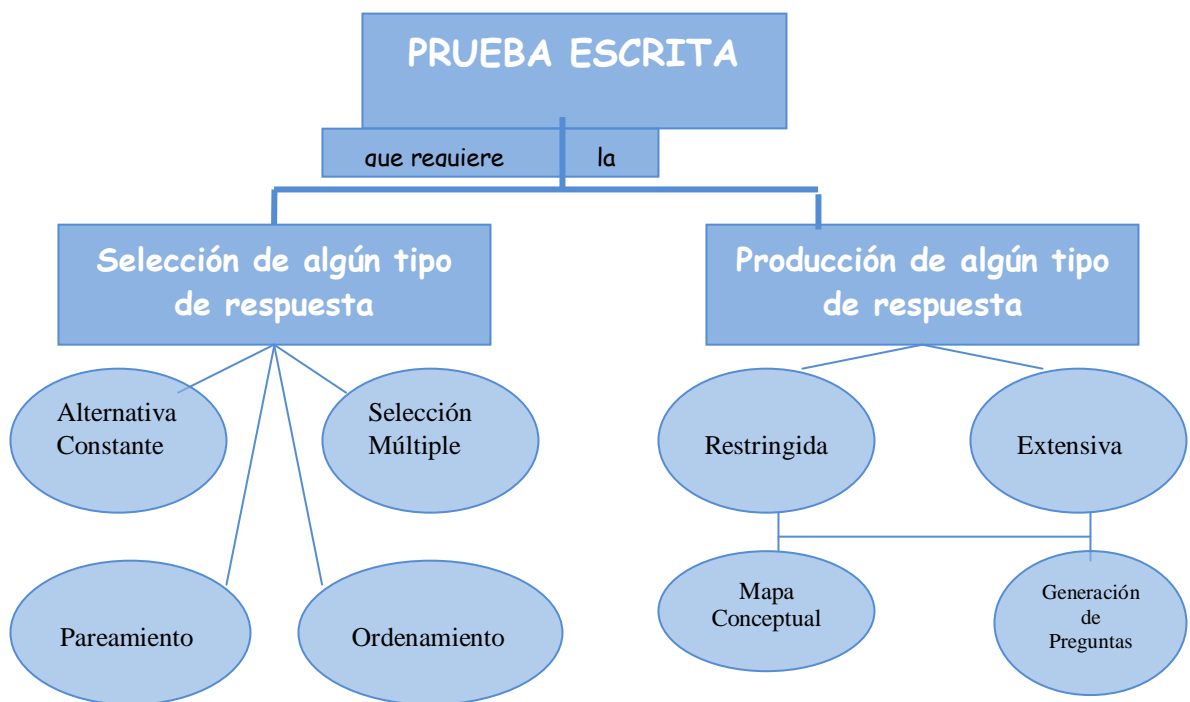 PRUEBA ESCRITA
que requiere la
Selección de algún tipo
de respuesta
Producción de algún tipo
de respuesta
Alternativa
Constante
Selección
Múltiple
Restringida
Extensiva
Pareamiento
Ordenamiento
Mapa
Conceptual
Generación
de
Preguntas